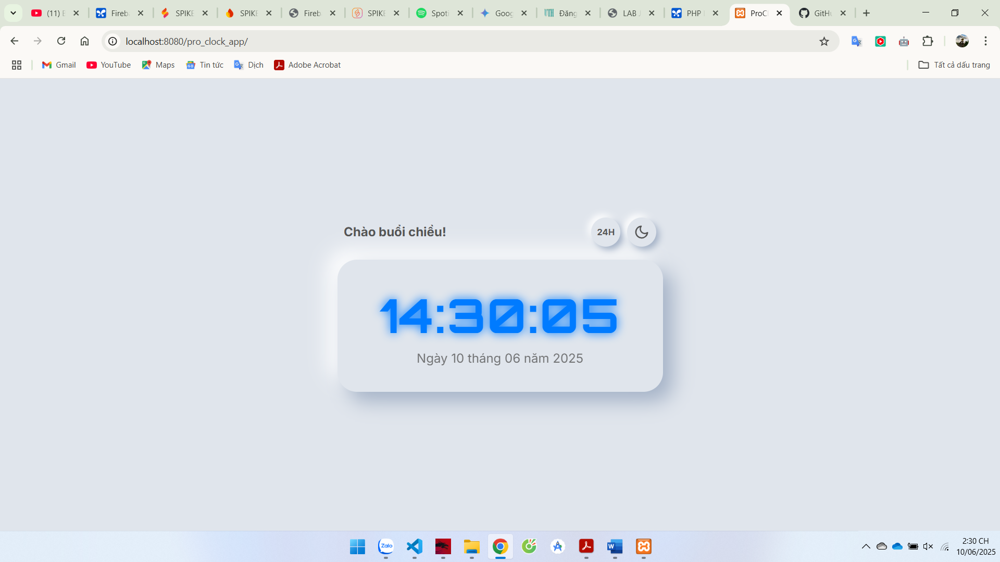 (11) E
Fireb
SPIKE
SPIKE
Fireb
SPIKE
Spoti
Goog
Đăng
LAB
PHP
ProCl
GitHu
localhost:8080/pro_clock_app/
Gmail
YouTube
Maps
Tin tức
Dịch
Adobe Acrobat
Tất cả dấu trang
Chào buổi chiều!
24H
14:30:05
Ngày 10 tháng 06 năm 2025
Zalo
2:30 CH
10/06/2025